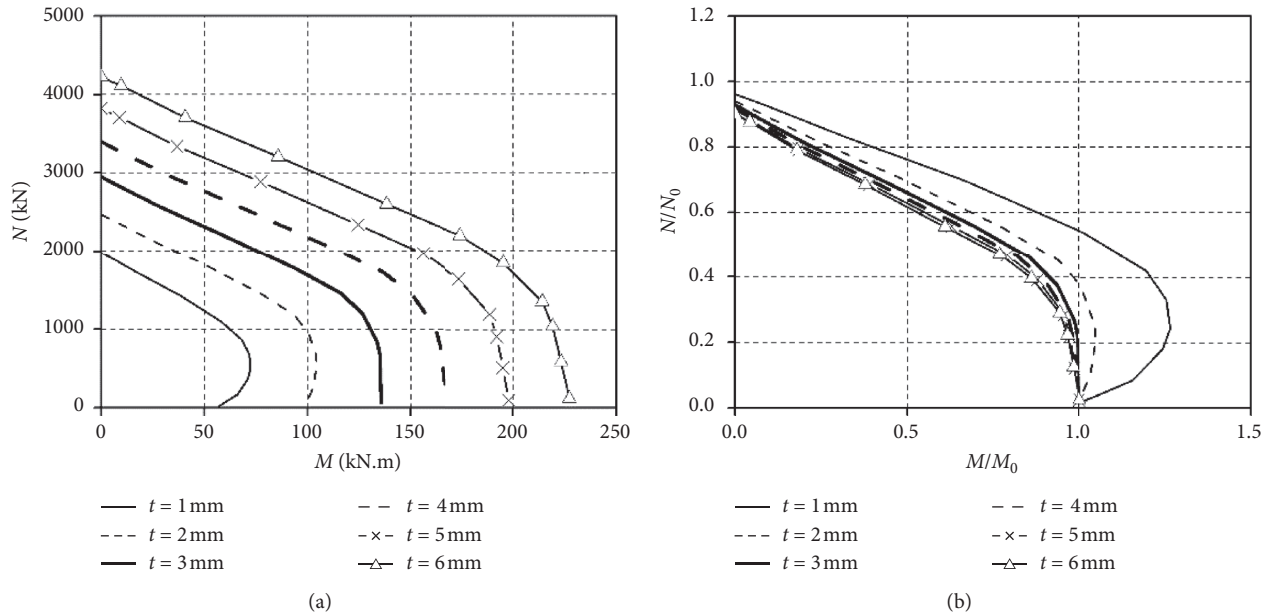 5000
4000
3000
2000
1000
0
N (kN)
0
50
100
150
200
250
M (kN.m)
t = 1 mm
t = 2 mm
t = 3 mm
t = 4 mm
t = 5 mm
t = 6 mm
(a)
1.2
1.0
0.8
0.6
0.4
0.2
0.0
N/N0
0.0
0.5
1.0
1.5
M/M0
t = 1 mm
t = 2 mm
t = 3 mm
t = 4 mm
t = 5 mm
t = 6 mm
(b)